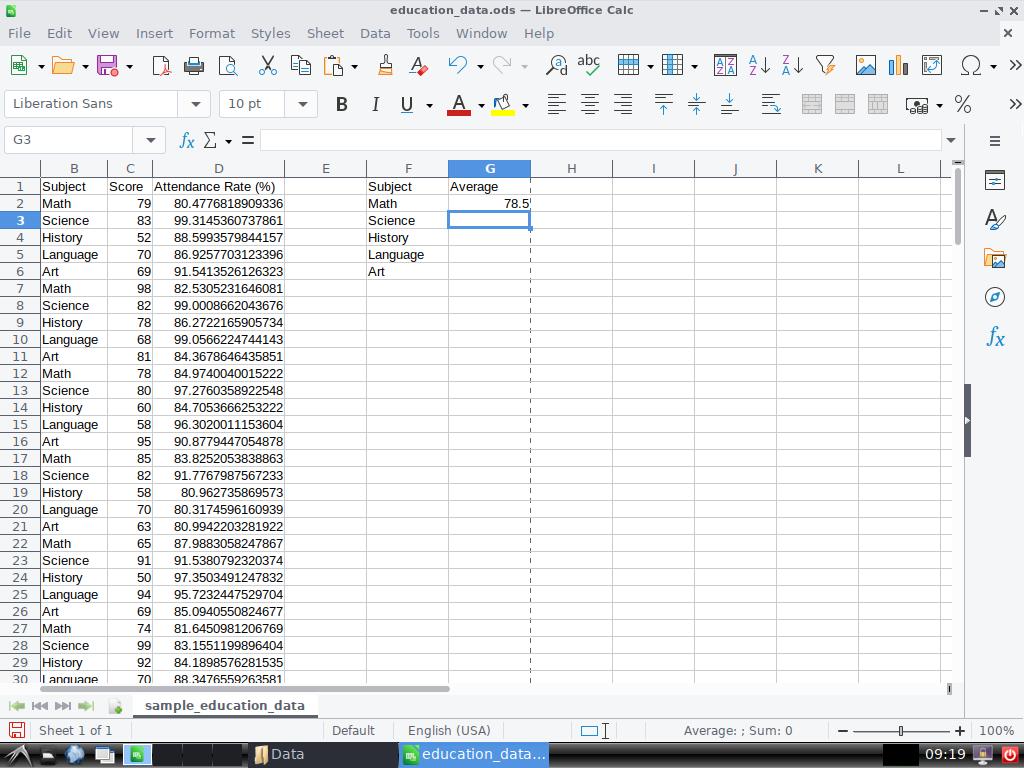 education_data.ods — LibreOffice Calc
File Edit View Insert Format Styles Sheet Data Tools Window Help
Liberation Sans 10 pt
G3
B C D E F G H I J K L
1 Subject Score Attendance Rate (%) Subject Average
2 Math 79 80.4776818909336 Math 78.5
3 Science 83 99.3145360737861 Science
4 History 52 88.5993579844157 History
5 Language 70 86.9257703123396 Language
6 Art 69 91.5413526126323 Art
7 Math 98 82.5305231646081
8 Science 82 99.0008662043676
9 History 78 86.2722165905734
10 Language 68 99.0566224744143
11 Art 81 84.3678646435851
12 Math 78 84.9740040015222
13 Science 80 97.2760358922548
14 History 60 84.7053666253222
15 Language 58 96.3020011153604
16 Art 95 90.8779447054878
17 Math 85 83.8252053838863
18 Science 82 91.7767987567233
19 History 58 80.962735869573
20 Language 70 80.3174596160939
21 Art 63 80.9942203281922
22 Math 65 87.9883058247867
23 Science 91 91.5380792320374
24 History 50 97.3503491247832
25 Language 94 95.7232447529704
26 Art 69 85.0940550824677
27 Math 74 81.6450981206769
28 Science 99 83.1551199896404
29 History 92 84.1898576281535
30 Language 70 88.3476559263581
sample_education_data
Sheet 1 of 1 Default English (USA) Average: ; Sum: 0 100%
Data education_data... 09:19